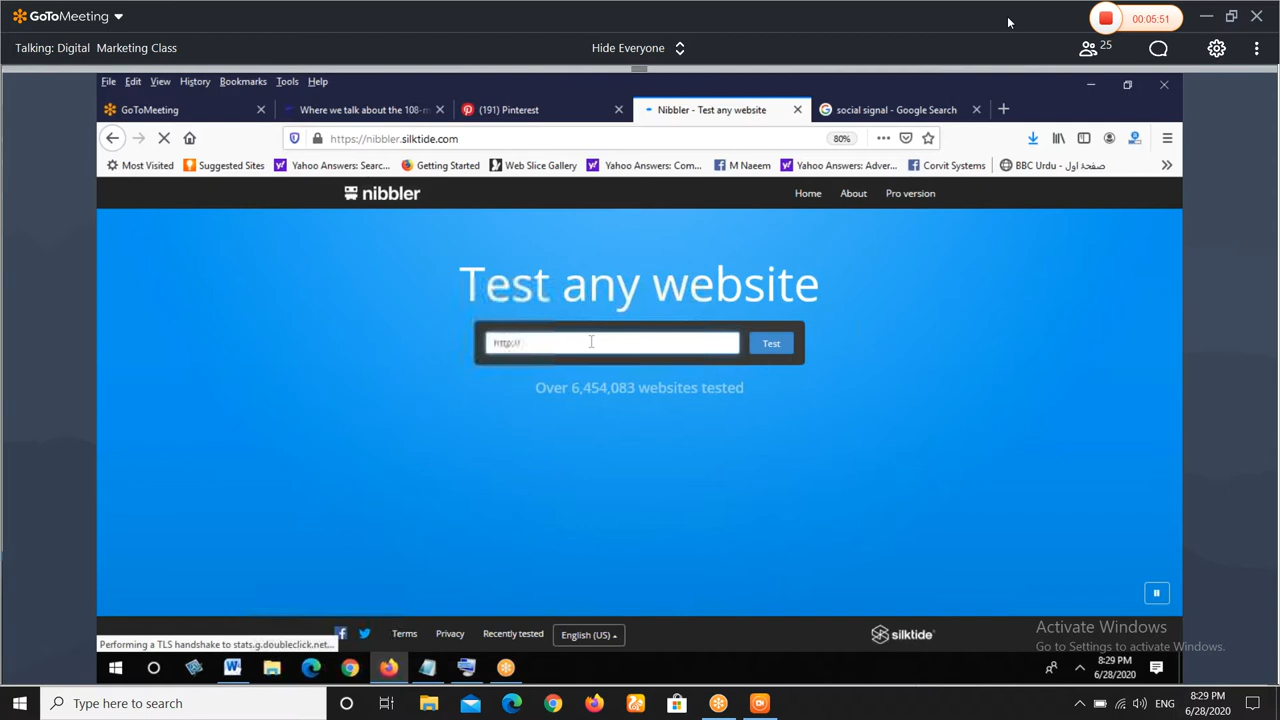 GoToMeeting
00:05:51
Talking: Digital Marketing Class
Hide Everyone
25
File Edit View History Bookmarks Tools Help
GoToMeeting
Where we talk about the 108-m
(191) Pinterest
Nibbler - Test any website
social signal - Google Search
https://nibbler.silktide.com
80%
Most Visited
Suggested Sites
Yahoo Answers: Searc...
Getting Started
Web Slice Gallery
Yahoo Answers: Com...
M Naeem
Yahoo Answers: Adver...
Corvit Systems
BBC Urdu - صفحۂ اول
nibbler
Home About Pro version
Test any website
http://
Test
Over 6,454,083 websites tested
Terms Privacy Recently tested English (US)
silktide
Performing a TLS handshake to stats.g.doubleclick.net...
Activate Windows
Go to Settings to activate Windows.
8:29 PM
6/28/2020
Type here to search
ENG
8:29 PM
6/28/2020